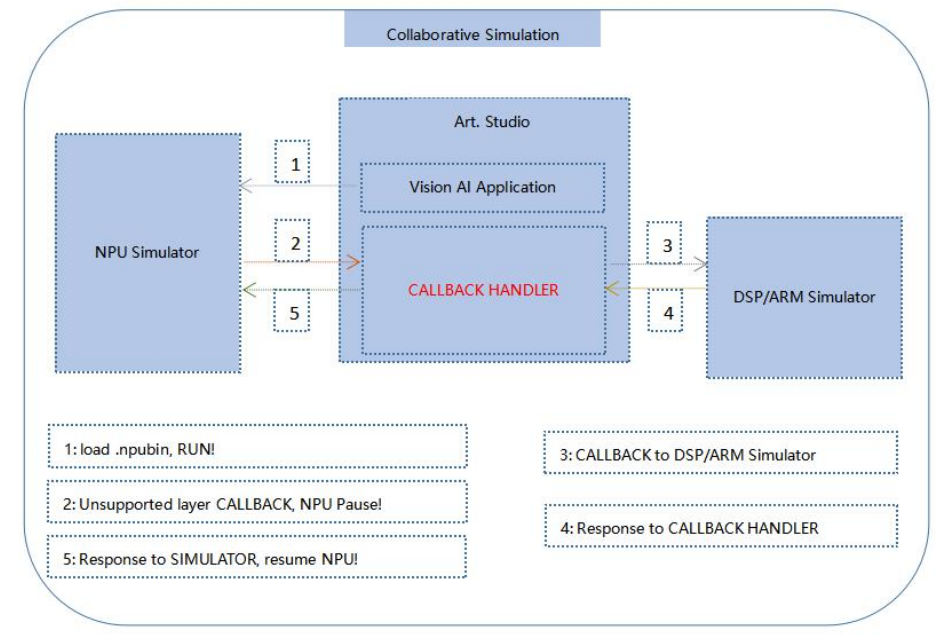 Collaborative Simulation
Art. Studio
1
Vision AI Application
NPU Simulator
2
3
CALLBACK HANDLER
DSP/ARM Simulator
5
4
1: load .npubin, RUN!
3: CALLBACK to DSP/ARM Simulator
2: Unsupported layer CALLBACK, NPU Pause!
4: Response to CALLBACK HANDLER
5: Response to SIMULATOR, resume NPU!